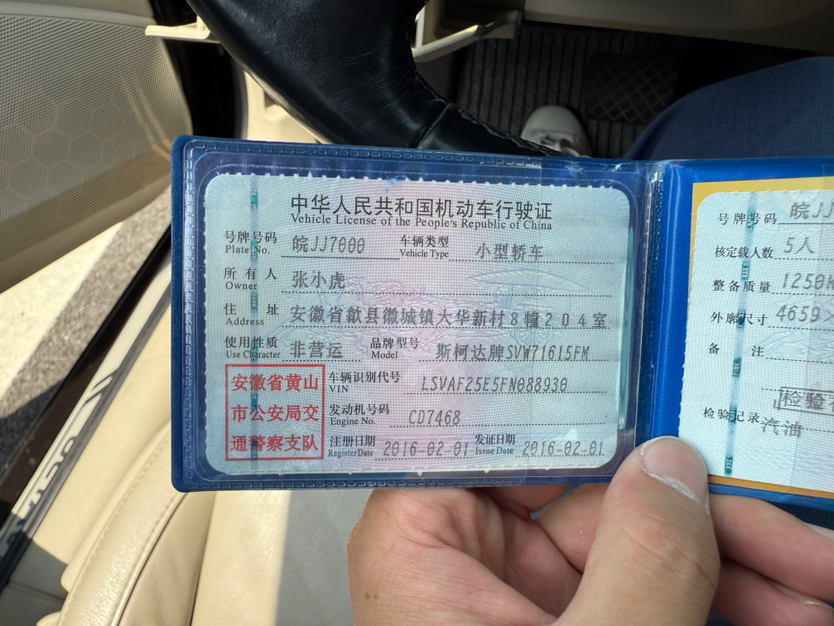 中华人民共和国机动车行驶证
Vehicle License of the People's Republic of China
号牌号码 皖JJ7000 车辆类型 小型轿车
Plate No. Vehicle Type
所有人 张小虎
Owner
住址 安徽省歙县徽城镇大华新村8幢204室
Address
使用性质 非营运 品牌型号 斯柯达牌SVW71615FM
Use Character Model
安徽省黄山
市公安局交
通警察支队
车辆识别代号 LSVAF25E5FN088930
VIN
发动机号码 CD7468
Engine No.
注册日期 2016-02-01 发证日期 2016-02-01
Register Date Issue Date
号牌号码 皖JJ
核定载人数 5人
整备质量 1250K
外廓尺寸 4659×
备注
检验记录
检验
汽油